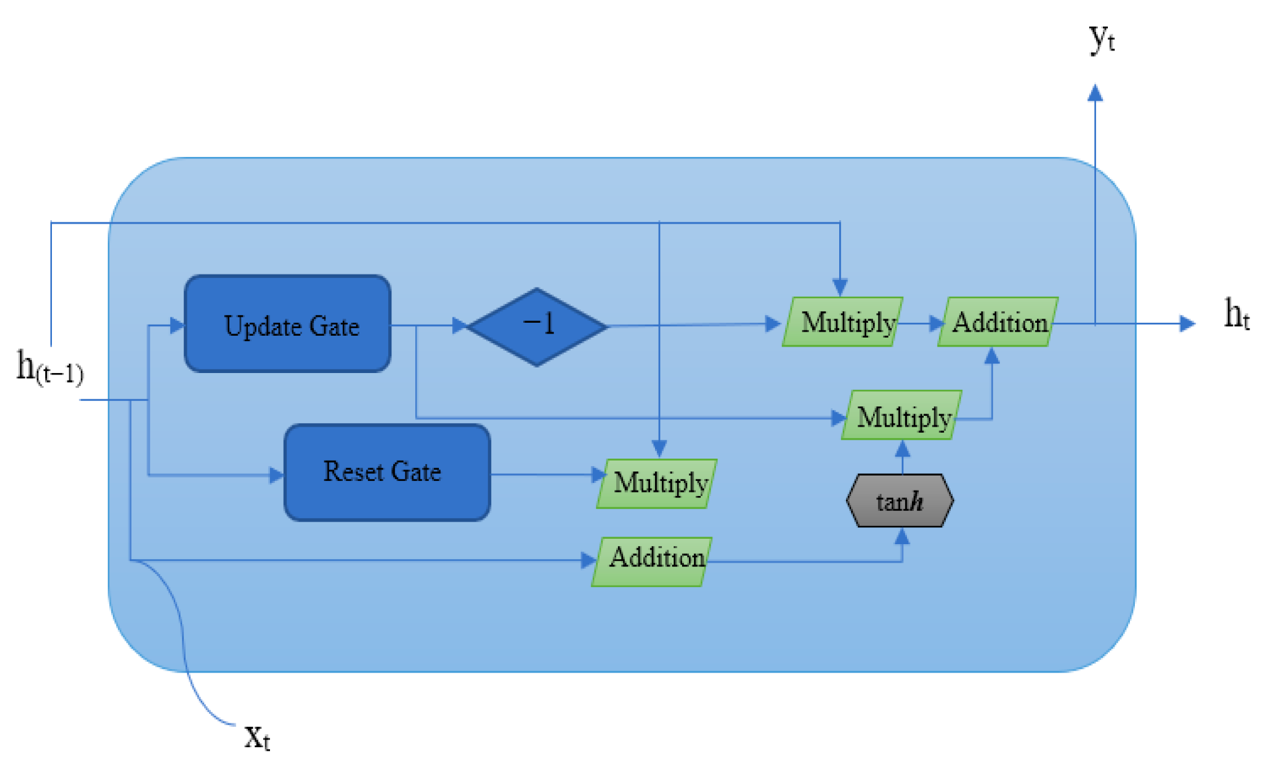 yt
ht
h(t−1)
Update Gate
−1
Multiply
Addition
Multiply
Reset Gate
Multiply
tanh
Addition
xt